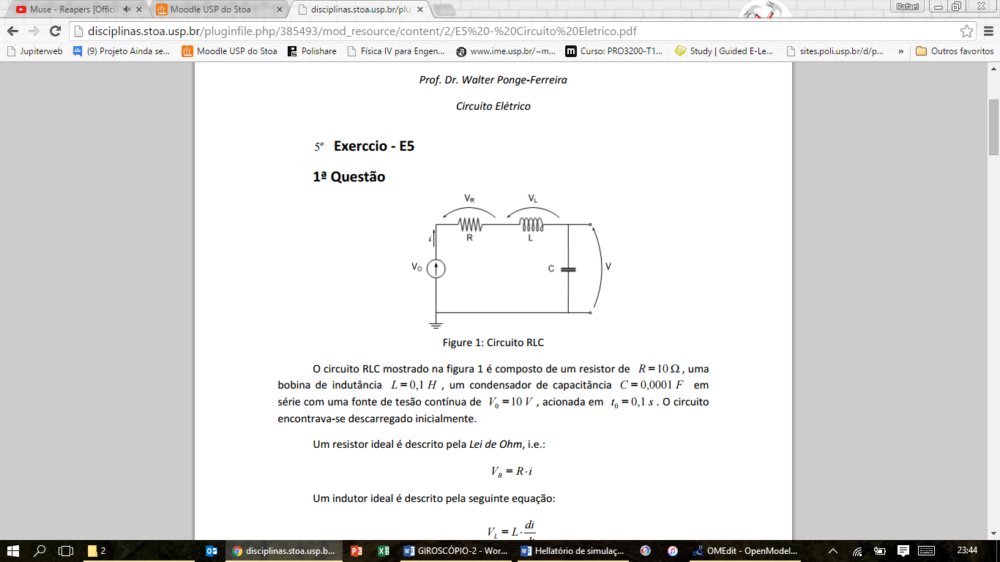 Muse - Reapers [Officia
Moodle USP do Stoa
disciplinas.stoa.usp.br/plu
Rafael
disciplinas.stoa.usp.br/pluginfile.php/385493/mod_resource/content/2/E5%20-%20Circuito%20Eletrico.pdf
Jupiterweb
(9) Projeto Ainda se...
Moodle USP do Stoa
Polishare
Física IV para Engen...
www.ime.usp.br/~m...
Curso: PRO3200-T1...
Study | Guided E-Le...
sites.poli.usp.br/d/p...
»
Outros favoritos
Prof. Dr. Walter Ponge-Ferreira
Circuito Elétrico
5º Exerccio - E5
1ª Questão
V_R V_L
R L
i
V_O C V
Figure 1: Circuito RLC
O circuito RLC mostrado na figura 1 é composto de um resistor de R = 10 Ω , uma
bobina de indutância L = 0,1 H , um condensador de capacitância C = 0,0001 F em
série com uma fonte de tesão contínua de V_0 = 10 V , acionada em t_0 = 0,1 s . O circuito
encontrava-se descarregado inicialmente.
Um resistor ideal é descrito pela Lei de Ohm, i.e.:
V_R = R · i
Um indutor ideal é descrito pela seguinte equação:
V_L = L · di
2
disciplinas.stoa.usp.b...
GIROSCÓPIO-2 - Wor...
Hellatório de simulaç...
OMEdit - OpenModel...
23:44